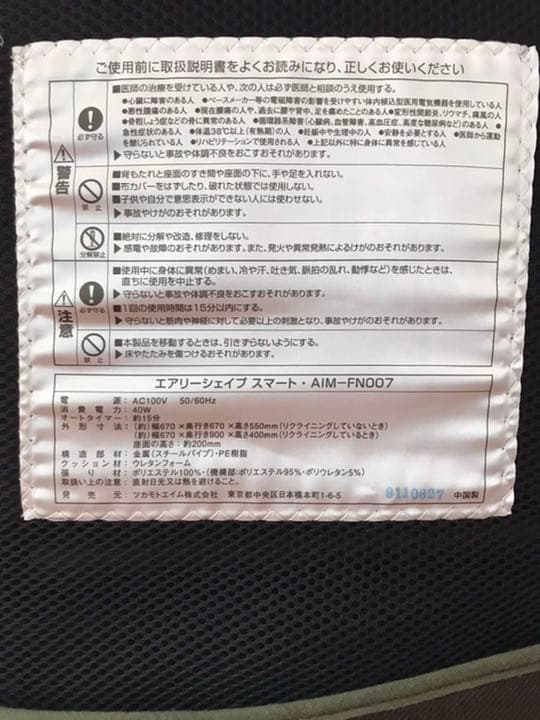 ご使用前に取扱説明書をよくお読みになり、正しくお使いください
警告
必ず守る
■医師の治療を受けている人や、次の人は必ず医師と相談のうえ使用する。
●心臓に障害のある人 ●ペースメーカー等の電磁障害の影響を受けやすい体内植込型医用電気機器を使用している人
●悪性腫瘍のある人 ●現在腰痛のある人、過去に腰や背中、足を痛めたことのある人 ●変形性関節炎、リウマチ、痛風の人
●骨粗しょう症などの骨に異常のある人 ●循環器系障害(心臓病、血管障害、高血圧症、高度な糖尿病など)のある人 ●
急性症状のある人 ●体温38℃以上(有熱期)の人 ●妊娠中や生理中の人 ●安静を必要とする人 ●医師から運動
を禁じられている人 ●リハビリテーションで使用される人 ●上記以外に特に身体に異常を感じている人
▶守らないと事故や体調不良をおこすおそれがあります。
禁止
■背もたれと座面のすき間や座面の下に、手や足を入れない。
■布カバーをはずしたり、破れた状態では使用しない。
■子供や自分で意思表示ができない人には使わせない。
▶事故やけがのおそれがあります。
分解禁止
■絶対に分解や改造、修理をしない。
▶感電や故障のおそれがあります。また、発火や異常発熱によるけがのおそれがあります。
注意
必ず守る
■使用中に身体に異常(めまい、冷や汗、吐き気、脈拍の乱れ、動悸など)を感じたときは、
直ちに使用を中止する。
▶守らないと事故や体調不良をおこすおそれがあります。
■1回の使用時間は15分以内にする。
▶守らないと筋肉や神経に対して必要以上の刺激となり、事故やけがのおそれがあります。
禁止
■本製品を移動するときは、引きずらないようにする。
▶床やたたみを傷つけるおそれがあります。
エアリーシェイプ スマート・AIM-FN007
電源:AC100V 50/60Hz
消費電力:40W
オートタイマー:約15分
外形寸法:(約)幅670×奥行き670×高さ550mm(リクライニングしていないとき)
(約)幅670×奥行き900×高さ400mm(リクライニングしているとき)
座面の高さ:約200mm
構造部材:金属(スチールパイプ)・PE樹脂
クッション材:ウレタンフォーム
張り材:ポリエステル100%・(機構部:ポリエステル95%・ポリウレタン5%)
取扱い上の注意:直射日光又は熱を避けること。
発売元:ツカモトエイム株式会社 東京都中央区日本橋本町1-6-5
0110627
中国製